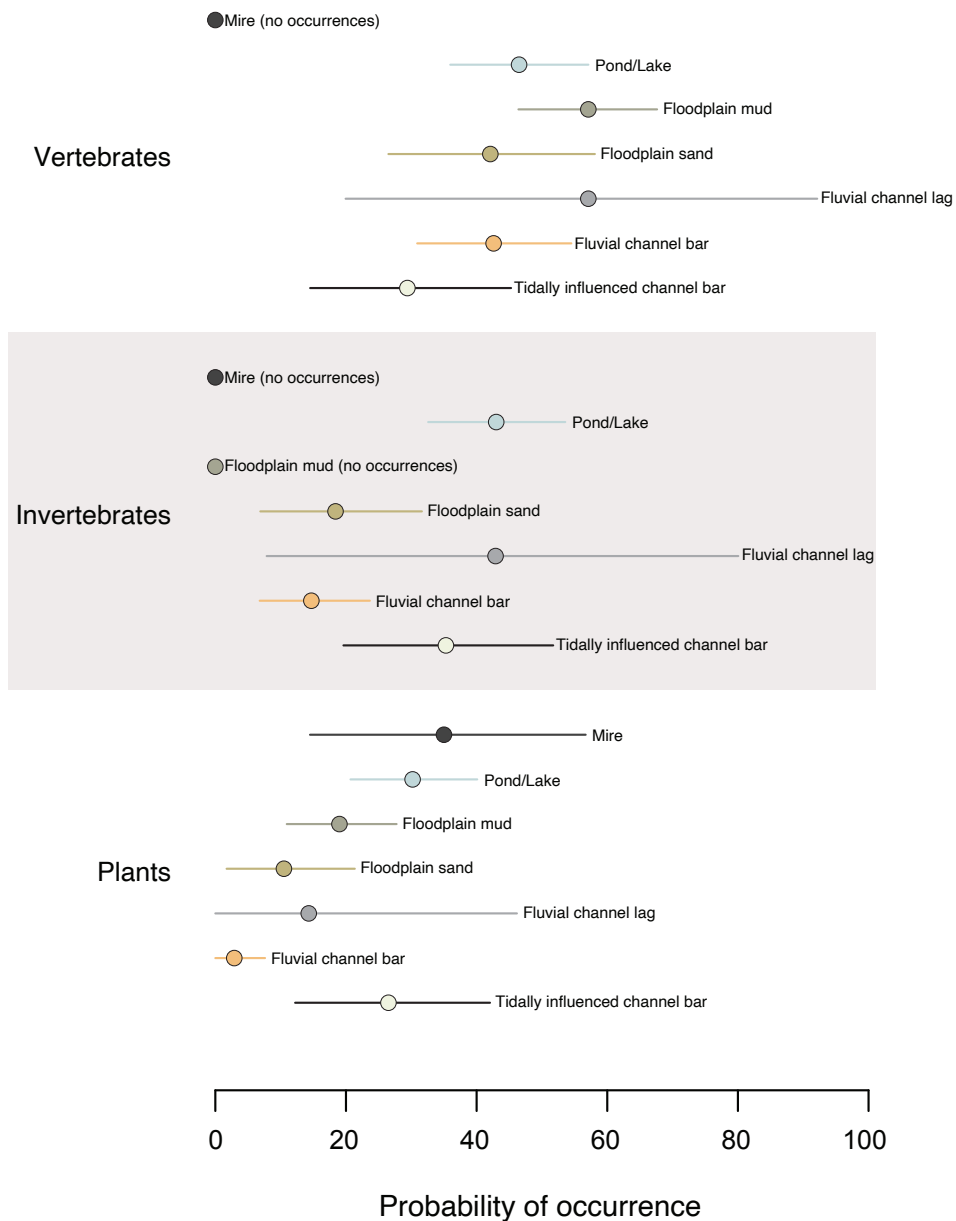 Mire (no occurrences)
Pond/Lake
Floodplain mud
Vertebrates
Floodplain sand
Fluvial channel lag
Fluvial channel bar
Tidally influenced channel bar
Mire (no occurrences)
Pond/Lake
Floodplain mud (no occurrences)
Invertebrates
Floodplain sand
Fluvial channel lag
Fluvial channel bar
Tidally influenced channel bar
Mire
Pond/Lake
Floodplain mud
Plants
Floodplain sand
Fluvial channel lag
Fluvial channel bar
Tidally influenced channel bar
0 20 40 60 80 100
Probability of occurrence